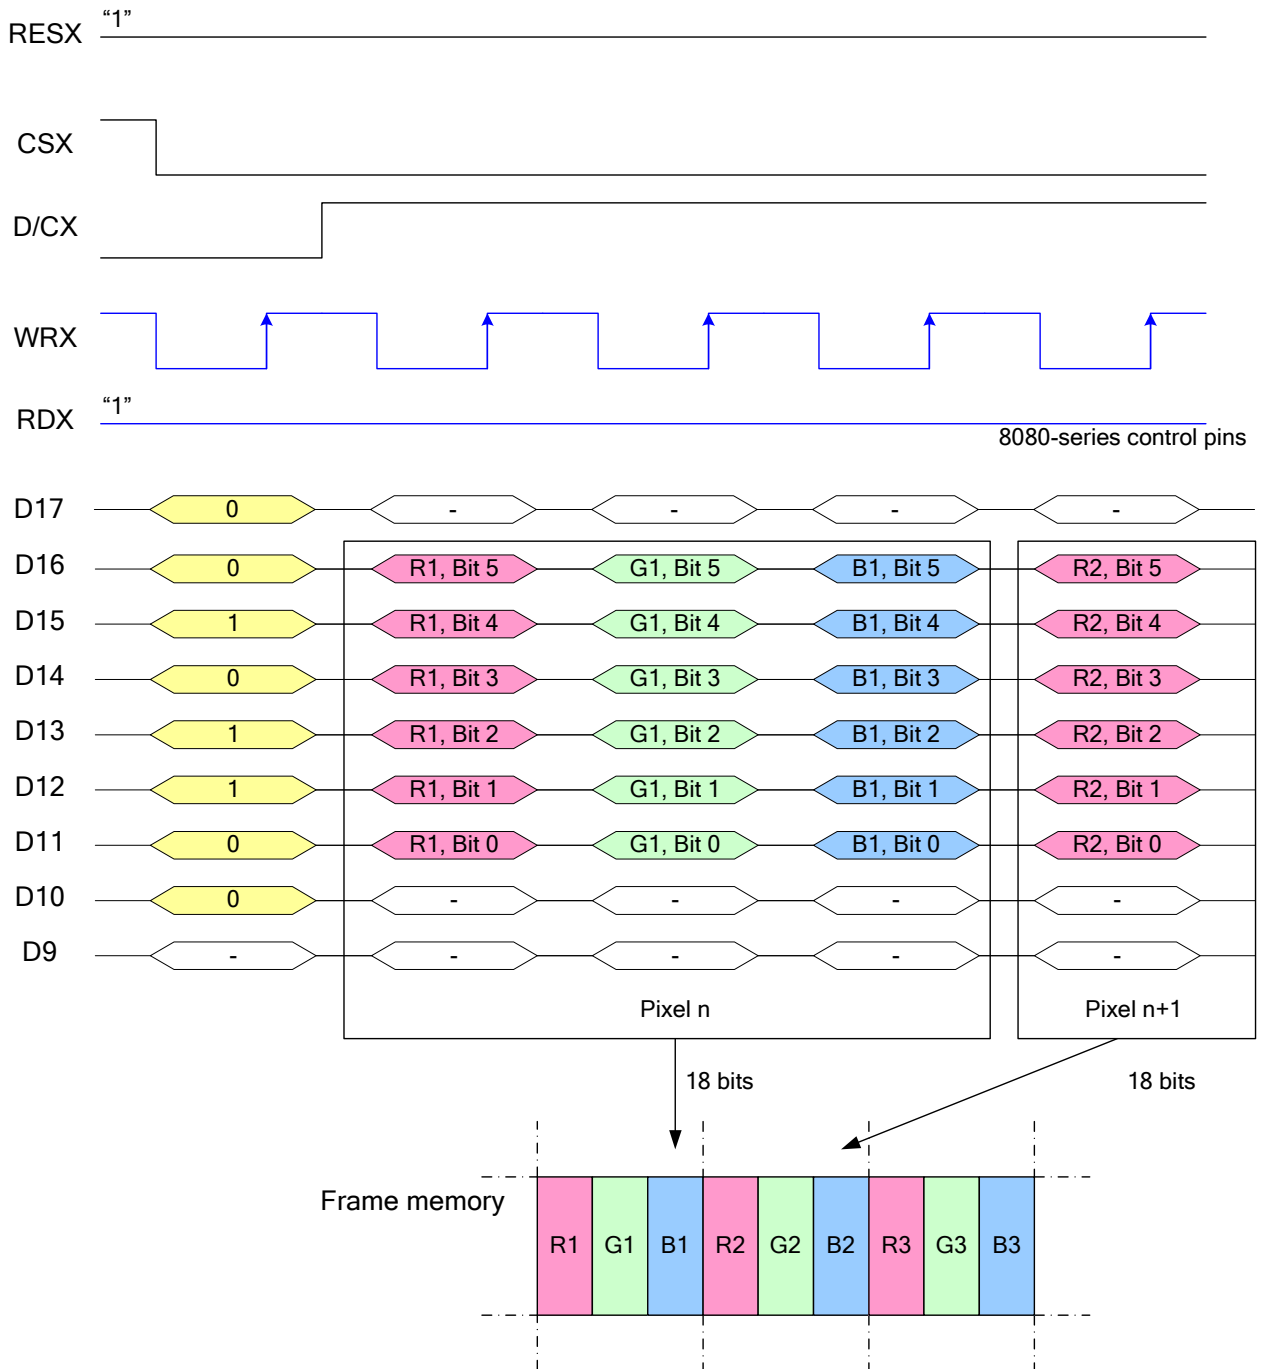 RESX “1”
CSX
D/CX
WRX
RDX “1”
8080-series control pins
D17 0 - - - -
D16 0 R1, Bit 5 G1, Bit 5 B1, Bit 5 R2, Bit 5
D15 1 R1, Bit 4 G1, Bit 4 B1, Bit 4 R2, Bit 4
D14 0 R1, Bit 3 G1, Bit 3 B1, Bit 3 R2, Bit 3
D13 1 R1, Bit 2 G1, Bit 2 B1, Bit 2 R2, Bit 2
D12 1 R1, Bit 1 G1, Bit 1 B1, Bit 1 R2, Bit 1
D11 0 R1, Bit 0 G1, Bit 0 B1, Bit 0 R2, Bit 0
D10 0 - - - -
D9 - - - - -
Pixel n Pixel n+1
18 bits 18 bits
Frame memory
R1 G1 B1 R2 G2 B2 R3 G3 B3